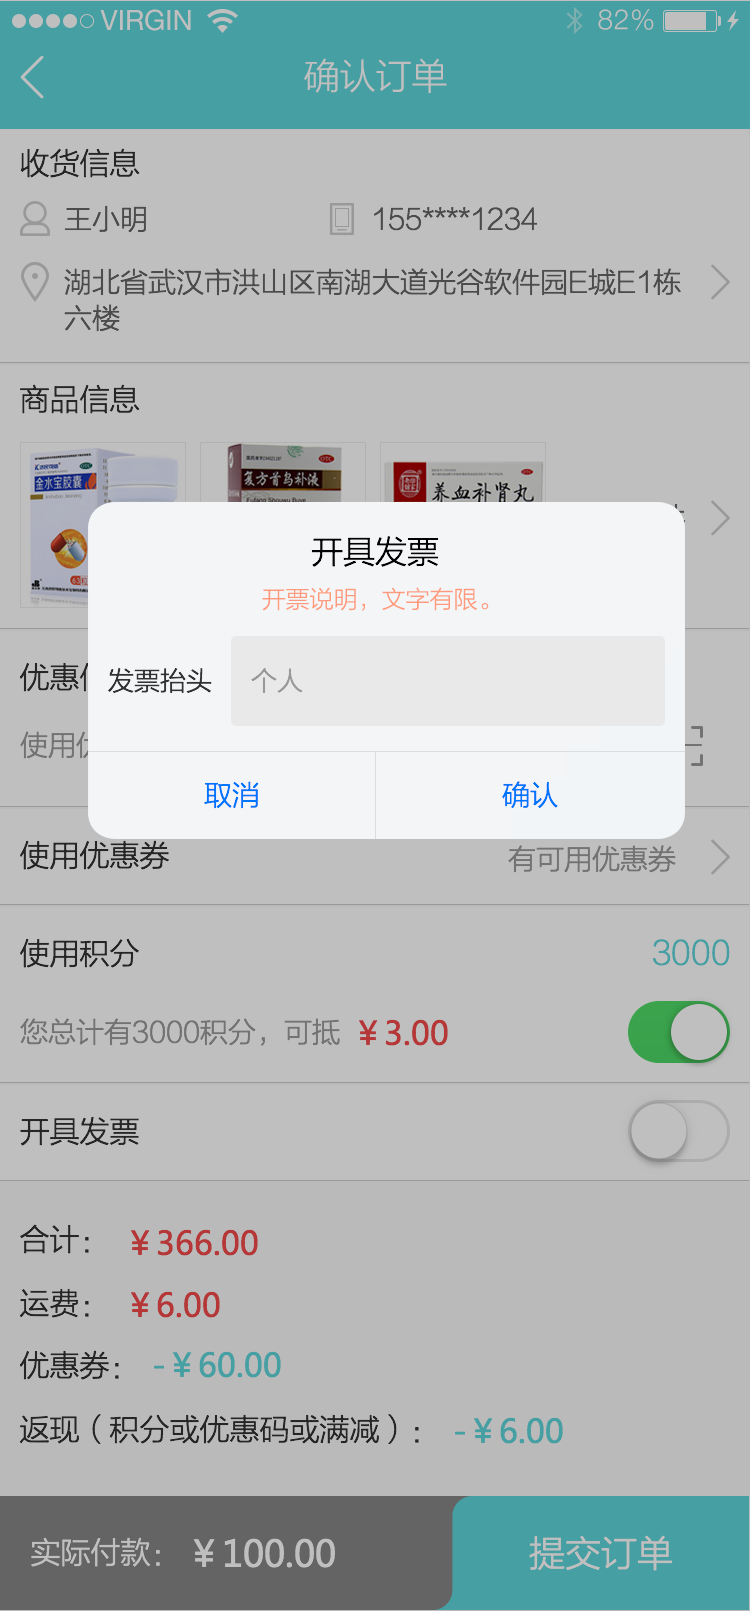 VIRGIN 82%
确认订单
收货信息
王小明 155****1234
湖北省武汉市洪山区南湖大道光谷软件园E城E1栋
六楼
商品信息
金水宝胶囊
复方首乌补液
Fufang Shouwu Buye
养血补肾丸
开具发票
开票说明，文字有限。
发票抬头 个人
取消 确认
优惠
使用
使用优惠券 有可用优惠券
使用积分 3000
您总计有3000积分，可抵 ¥3.00
开具发票
合计： ¥366.00
运费： ¥6.00
优惠券： -¥60.00
返现（积分或优惠码或满减）： -¥6.00
实际付款： ¥100.00 提交订单